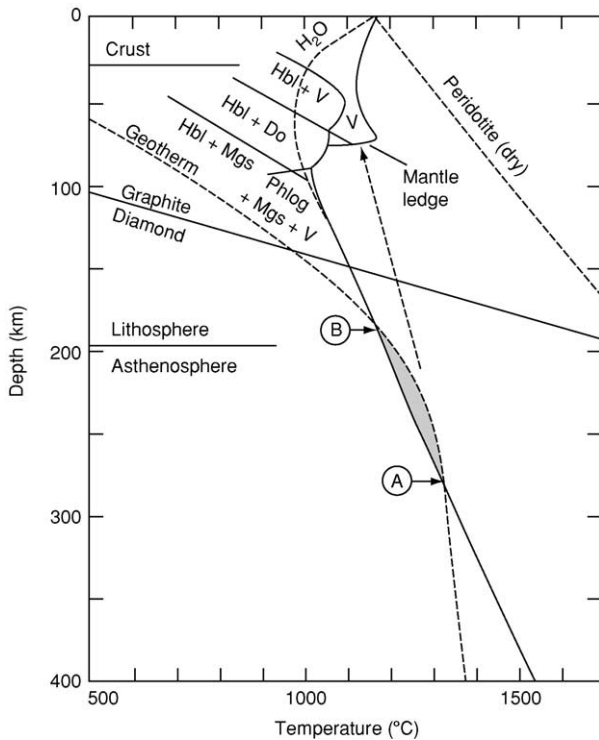 0
100
200
300
400
Depth (km)
500
1000
1500
Temperature (°C)
Crust
H₂O
Hbl + V
Hbl + Do
V
Hbl + Mgs
Geotherm
Phlog
+ Mgs + V
Mantle
ledge
Peridotite (dry)
Graphite
Diamond
Lithosphere
Asthenosphere
B
A